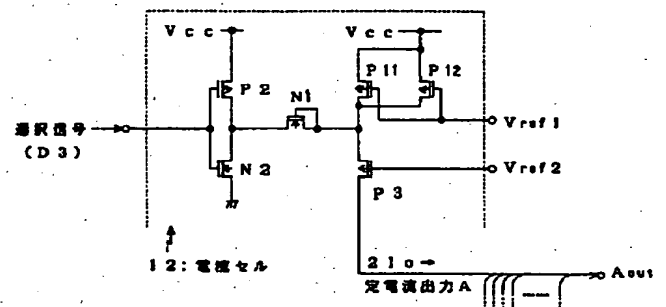 Vcc
Vcc
P11
P12
P2
N1
選択信号
(D3)
Vref1
N2
Vref2
P3
12:電流セル
2Io→
定電流出力A
Aout